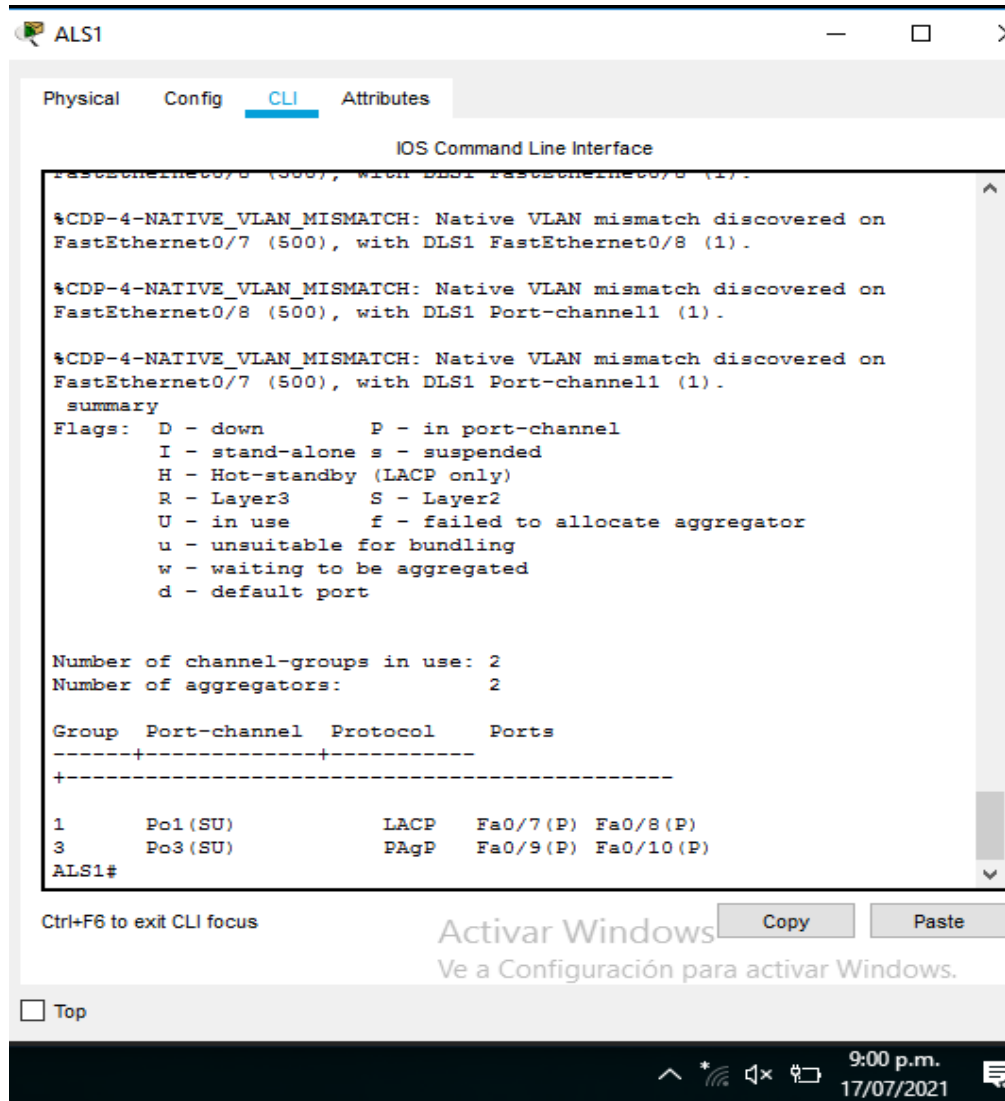 ALS1
Physical Config CLI Attributes
IOS Command Line Interface
%CDP-4-NATIVE_VLAN_MISMATCH: Native VLAN mismatch discovered on
FastEthernet0/7 (500), with DLS1 FastEthernet0/8 (1).
%CDP-4-NATIVE_VLAN_MISMATCH: Native VLAN mismatch discovered on
FastEthernet0/8 (500), with DLS1 Port-channel1 (1).
%CDP-4-NATIVE_VLAN_MISMATCH: Native VLAN mismatch discovered on
FastEthernet0/7 (500), with DLS1 Port-channel1 (1).
summary
Flags: D - down P - in port-channel
I - stand-alone s - suspended
H - Hot-standby (LACP only)
R - Layer3 S - Layer2
U - in use f - failed to allocate aggregator
u - unsuitable for bundling
w - waiting to be aggregated
d - default port
Number of channel-groups in use: 2
Number of aggregators: 2
Group Port-channel Protocol Ports
------+-------------+-----------
+----------------------------------------------
1 Po1(SU) LACP Fa0/7(P) Fa0/8(P)
3 Po3(SU) PAgP Fa0/9(P) Fa0/10(P)
ALS1#
Ctrl+F6 to exit CLI focus
Copy Paste
Activar Windows
Ve a Configuración para activar Windows.
Top
9:00 p.m.
17/07/2021